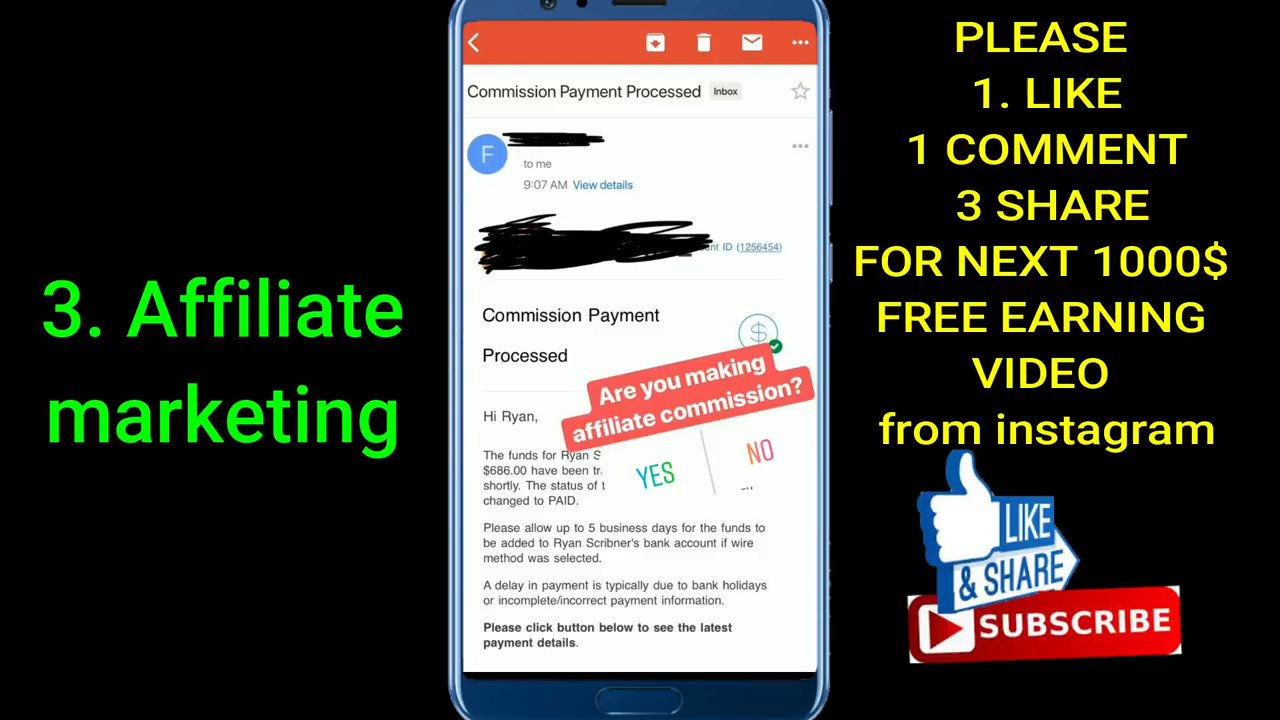 3. Affiliate
marketing
Commission Payment Processed Inbox
F
to me
9:07 AM View details
ID (1256454)
Commission Payment
Processed
$
Are you making
affiliate commission?
YES
NO
Hi Ryan,
The funds for Ryan S
$686.00 have been
shortly. The status of
changed to PAID.
Please allow up to 5 business days for the funds to
be added to Ryan Scribner's bank account if wire
method was selected.
A delay in payment is typically due to bank holidays
or incomplete/incorrect payment information.
Please click button below to see the latest
payment details.
PLEASE
1. LIKE
1 COMMENT
3 SHARE
FOR NEXT 1000$
FREE EARNING
VIDEO
from instagram
LIKE
& SHARE
SUBSCRIBE